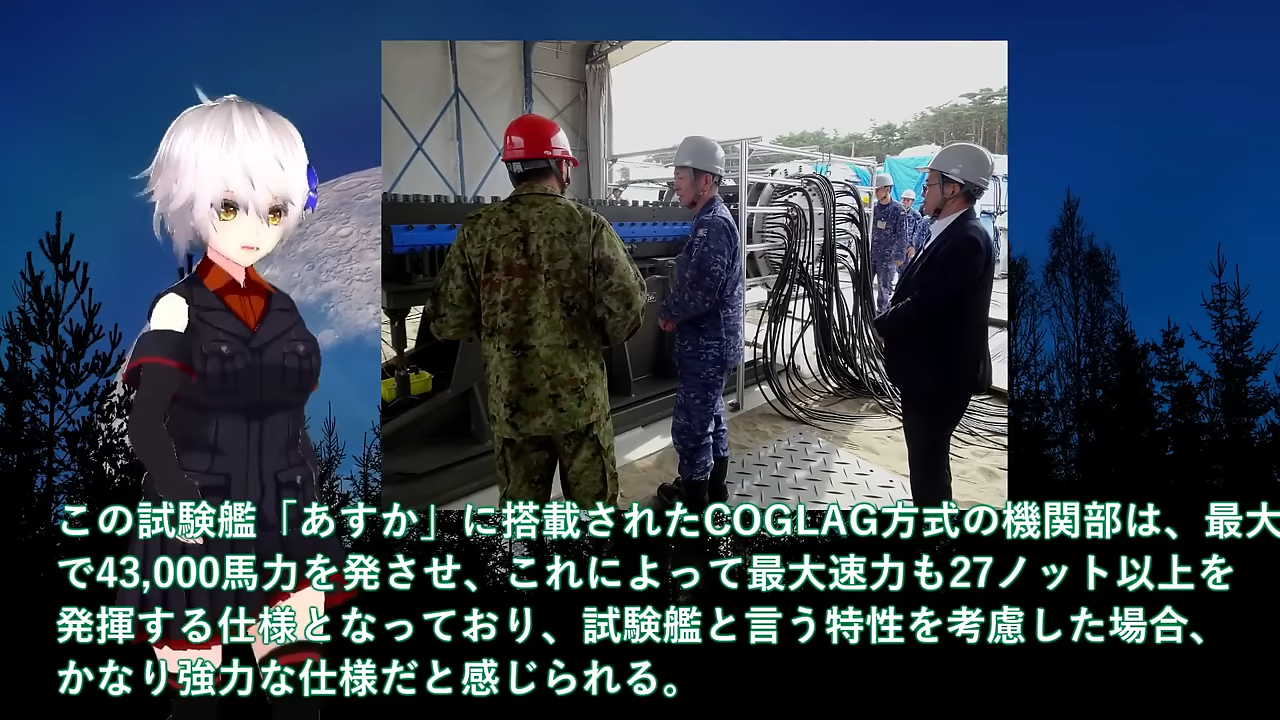 この試験艦「あすか」に搭載されたCOGLAG方式の機関部は、最大
で43,000馬力を発させ、これによって最大速力も27ノット以上を
発揮する仕様となっており、試験艦と言う特性を考慮した場合、
かなり強力な仕様だと感じられる。